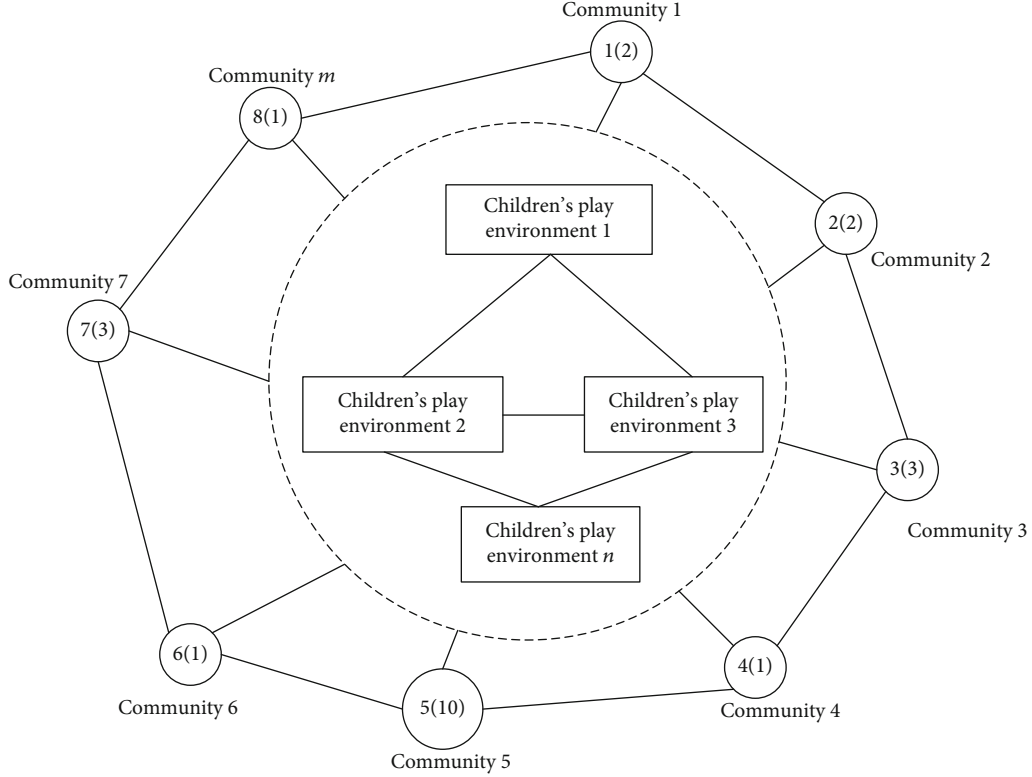 Community 1
1(2)
Community m
8(1)
Children's play
environment 1
2(2)
Community 2
Community 7
7(3)
Children's play
environment 2
Children's play
environment 3
3(3)
Community 3
Children's play
environment n
6(1)
Community 6
5(10)
Community 5
4(1)
Community 4